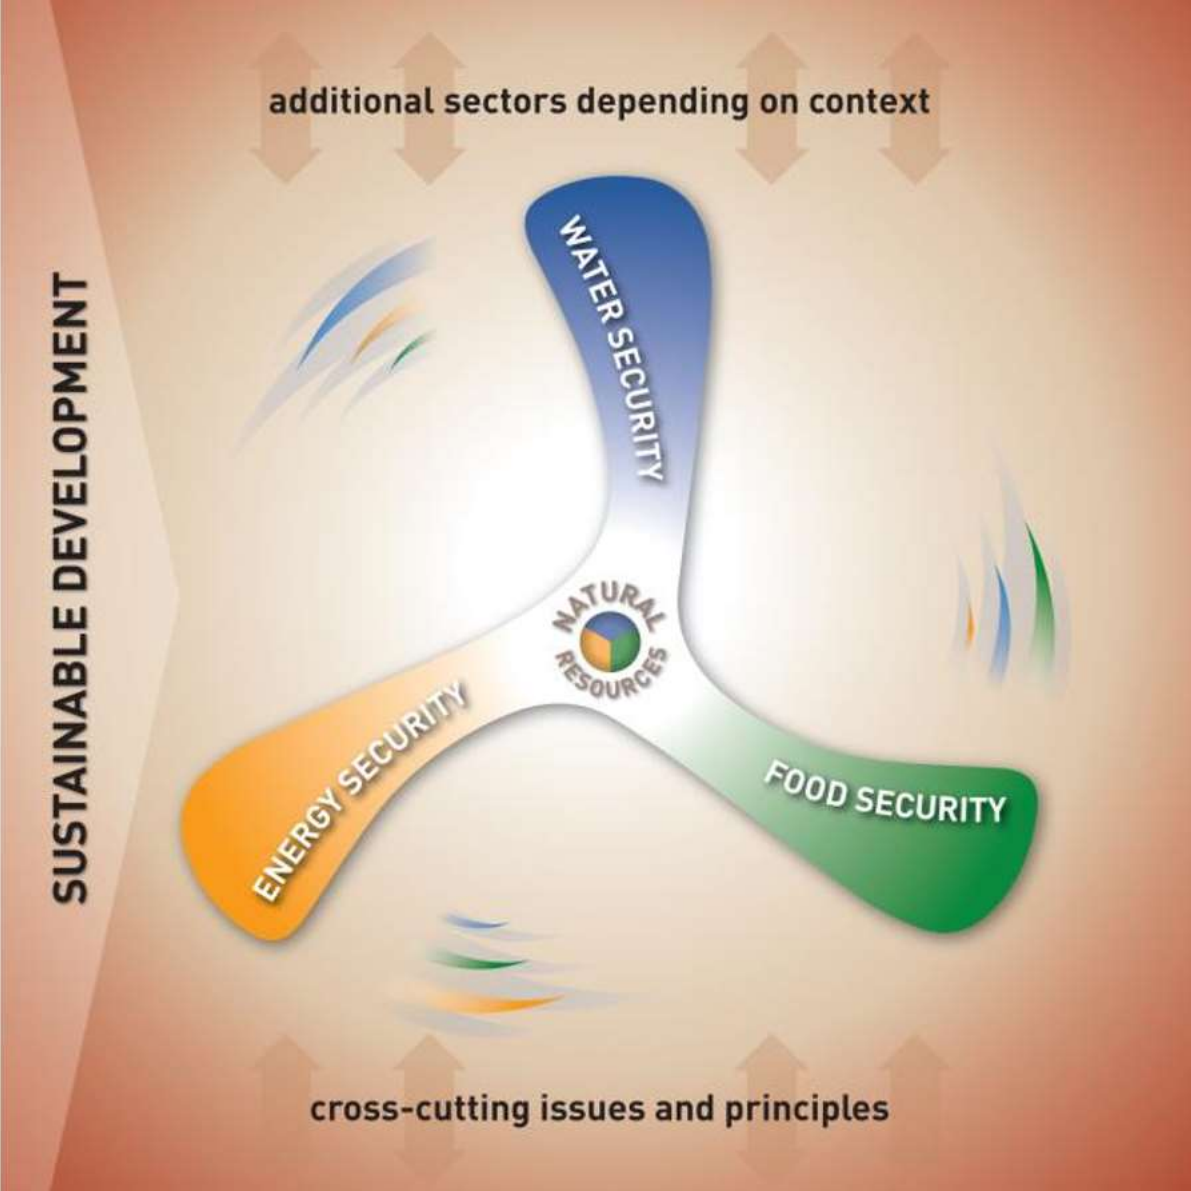 additional sectors depending on context
SUSTAINABLE DEVELOPMENT
WATER SECURITY
NATURAL
RESOURCES
ENERGY SECURITY
FOOD SECURITY
cross-cutting issues and principles